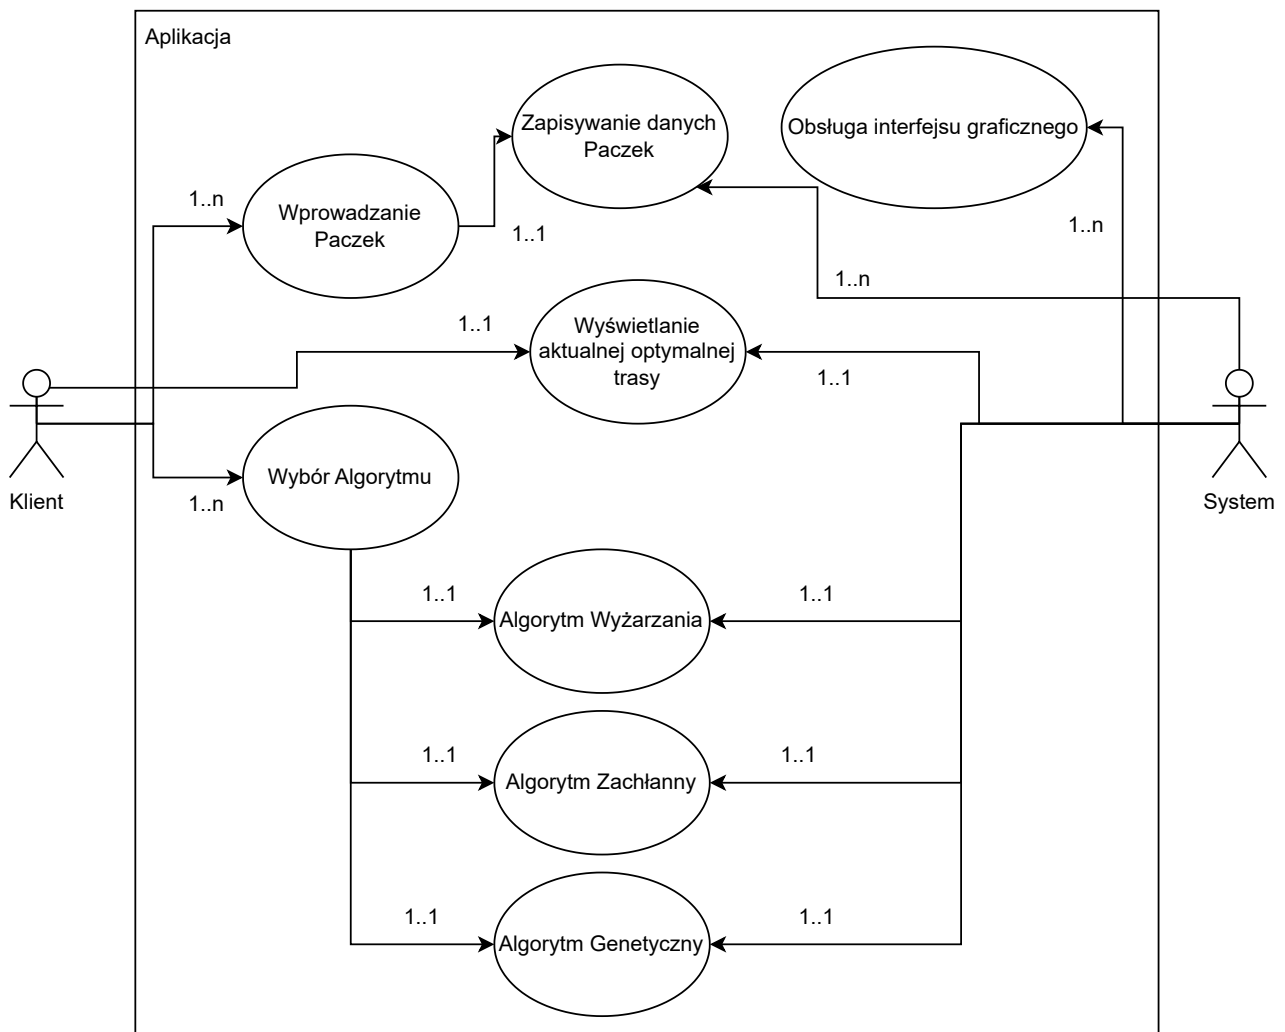 Aplikacja
Zapisywanie danych
Paczek
Obsługa interfejsu graficznego
1..n
Wprowadzanie
Paczek
1..1
1..n
1..n
1..1
Wyświetlanie
aktualnej optymalnej
trasy
1..1
Wybór Algorytmu
1..n
Klient
System
1..1
1..1
Algorytm Wyżarzania
1..1
1..1
Algorytm Zachłanny
1..1
1..1
Algorytm Genetyczny